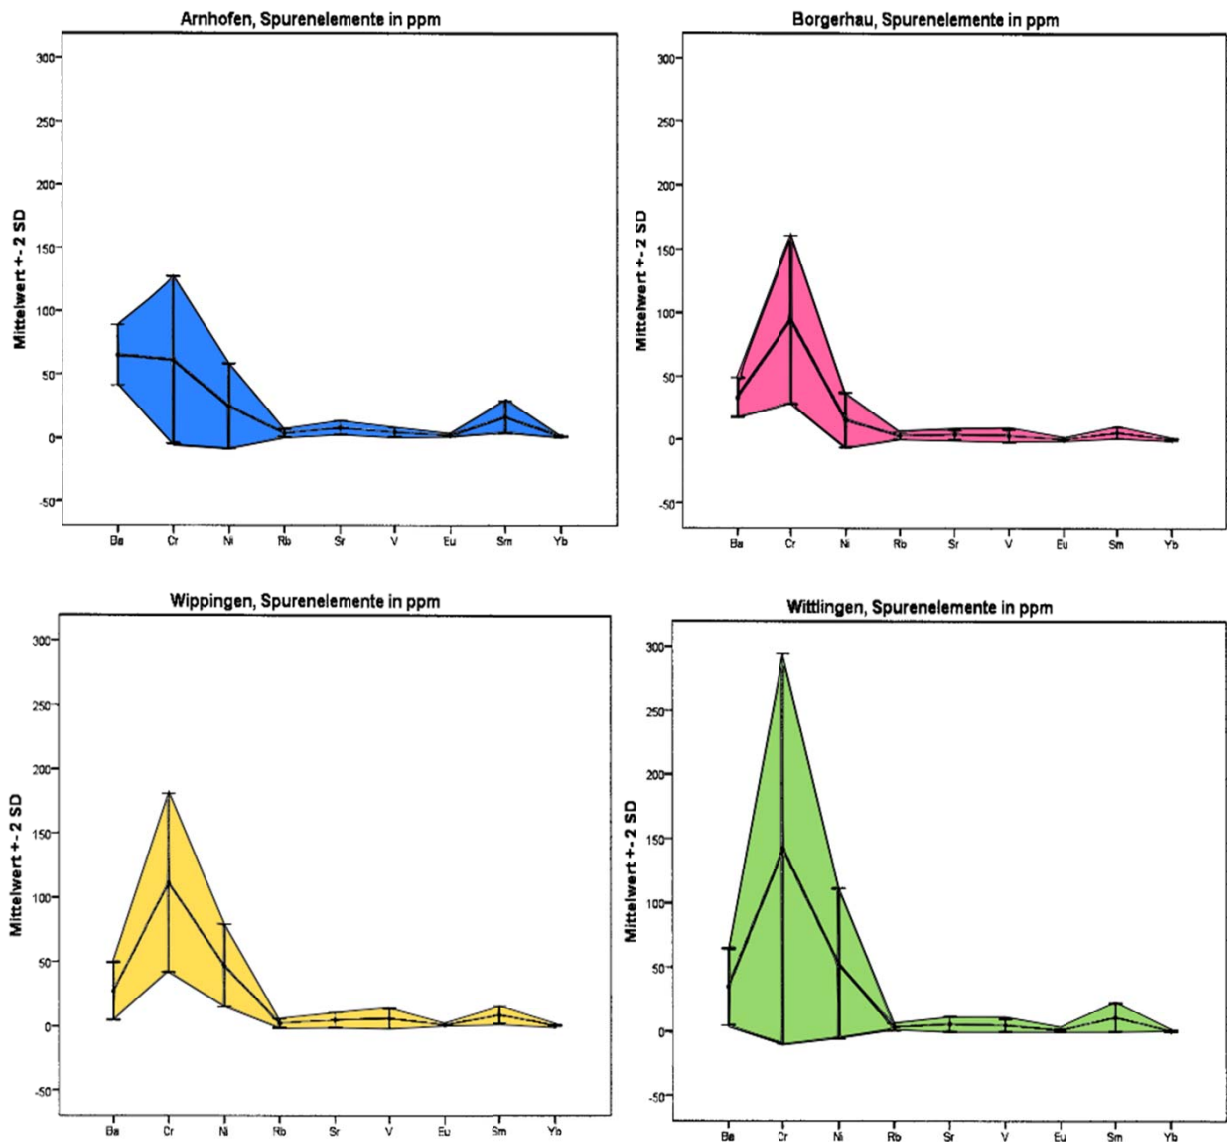 Arnhofen, Spurenelemente in ppm
Mittelwert +- 2 SD
300
250
200
150
100
50
0
-50
Ba Cr Ni Rb Sr V Eu Sm Yb
Borgerhau, Spurenelemente in ppm
Mittelwert +- 2 SD
300
250
200
150
100
50
0
-50
Ba Cr Ni Rb Sr V Eu Sm Yb
Wippingen, Spurenelemente in ppm
Mittelwert +- 2 SD
300
250
200
150
100
50
0
-50
Ba Cr Ni Rb Sr V Eu Sm Yb
Wittlingen, Spurenelemente in ppm
Mittelwert +- 2 SD
300
250
200
150
100
50
0
-50
Ba Cr Ni Rb Sr V Eu Sm Yb